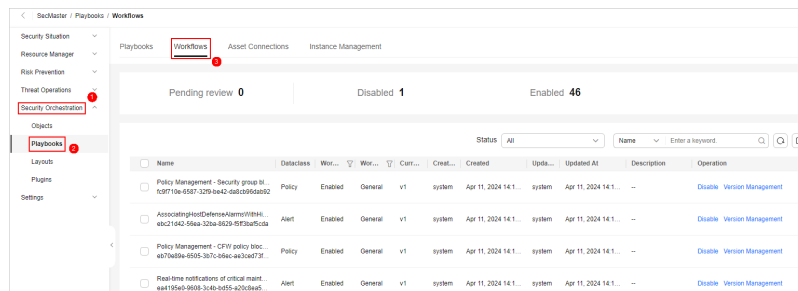 SecMaster / Playbooks / Workflows
Security Situation
Resource Manager
Risk Prevention
Threat Operations
1
Security Orchestration
Objects
Playbooks
2
Layouts
Plugins
Settings
Playbooks Workflows Asset Connections Instance Management
3
Pending review 0 Disabled 1 Enabled 46
Status All Name Enter a keyword.
Name Dataclass Wor... Wor... Curr... Creat... Created Upda... Updated At Description Operation
Policy Management - Security group bl...
fc9f710e-6587-32f9-be42-da8cb96dab92
Policy Enabled General v1 system Apr 11, 2024 14:1... system Apr 11, 2024 14:1... -- Disable Version Management
AssociatingHostDefenseAlarmsWithHi...
ebc21d42-56ea-32ba-8629-f5ff3baf5cda
Alert Enabled General v1 system Apr 11, 2024 14:1... system Apr 11, 2024 14:1... -- Disable Version Management
Policy Management - CFW policy bloc...
eb70e89e-6505-3b7c-b6ec-ae3ced73f...
Policy Enabled General v1 system Apr 11, 2024 14:1... system Apr 11, 2024 14:1... -- Disable Version Management
Real-time notifications of critical maint...
ea4195e0-9608-3c4b-bd55-a20c8ea5...
Alert Enabled General v1 system Apr 11, 2024 14:1... system Apr 11, 2024 14:1... -- Disable Version Management